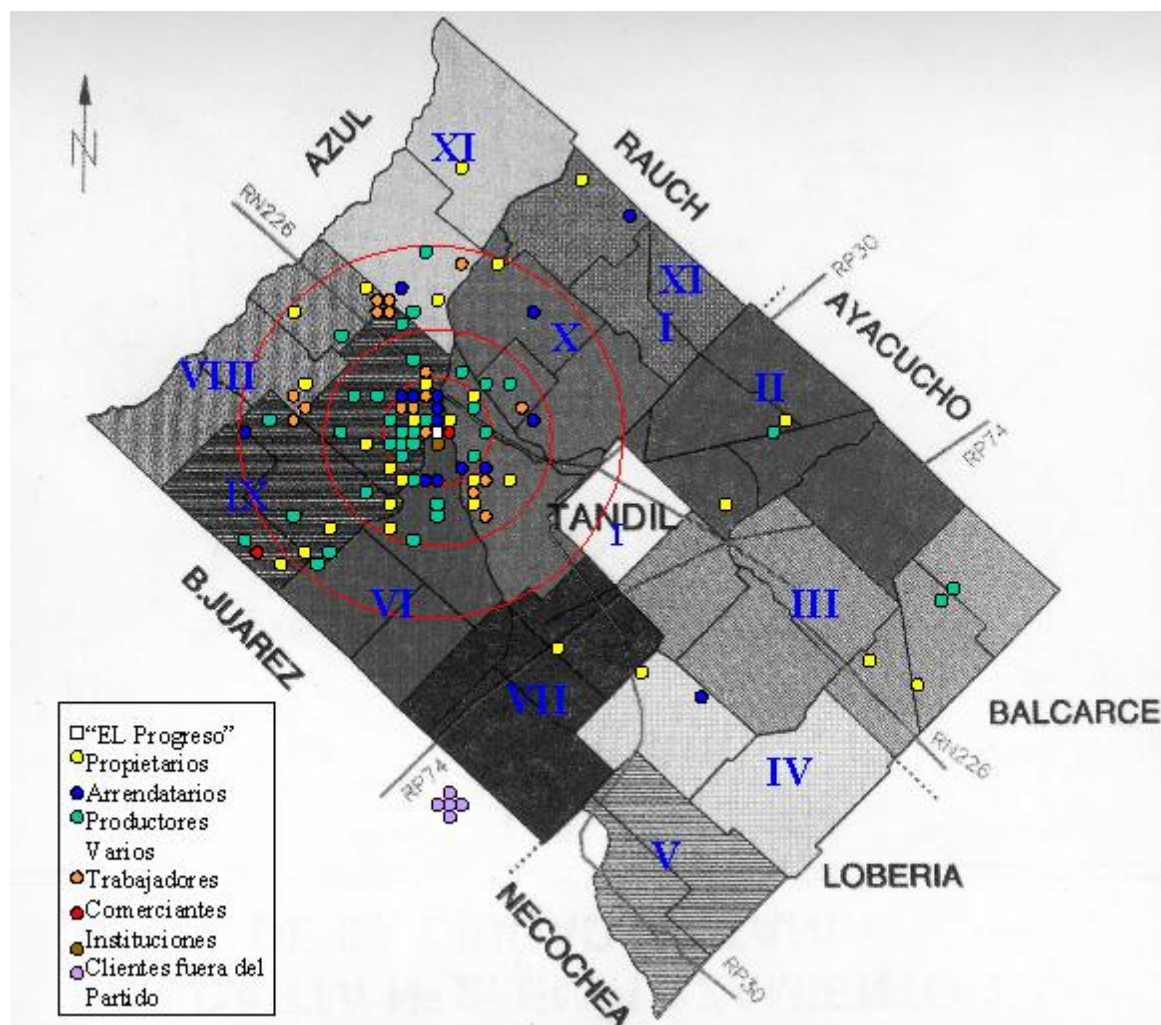 XI
AZUL
RAUCH
RN226
RP30
XI
I
AYACUCHO
X
VIII
II
RP74
IX
TANDIL
I
VI
III
B.JUAREZ
VII
BALCARCE
□“EL Progreso”
Propietarios
Arrendatarios
Productores
Varios
Trabajadores
Comerciantes
Instituciones
Clientes fuera del
Partido
RP74
RN226
IV
V
LOBERIA
NECOCHEA
RP30
N